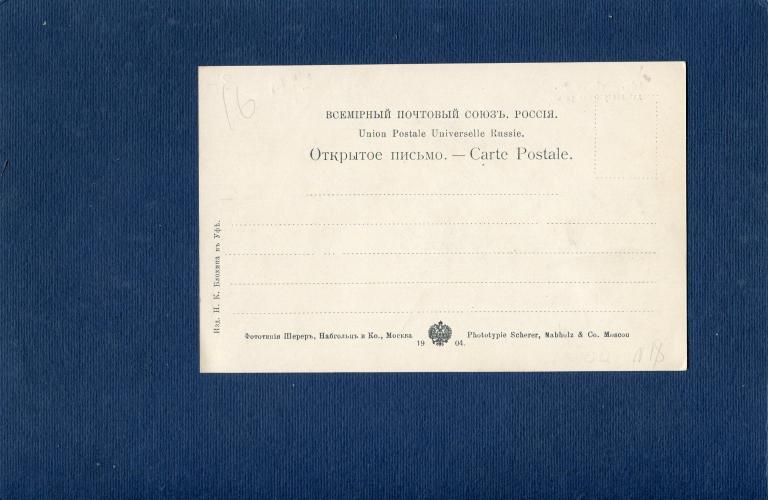 16
ВСЕМІРНЫЙ ПОЧТОВЫЙ СОЮЗЪ. РОССІЯ.
Union Postale Universelle Russie.
Открытое письмо. — Carte Postale.
Изд. Н. К. Блохина въ Уфѣ.
Фототипія Шереръ, Набгольцъ и Ко., Москва
Phototypie Scherer, Nabholz & Co. Moscou
19 04.